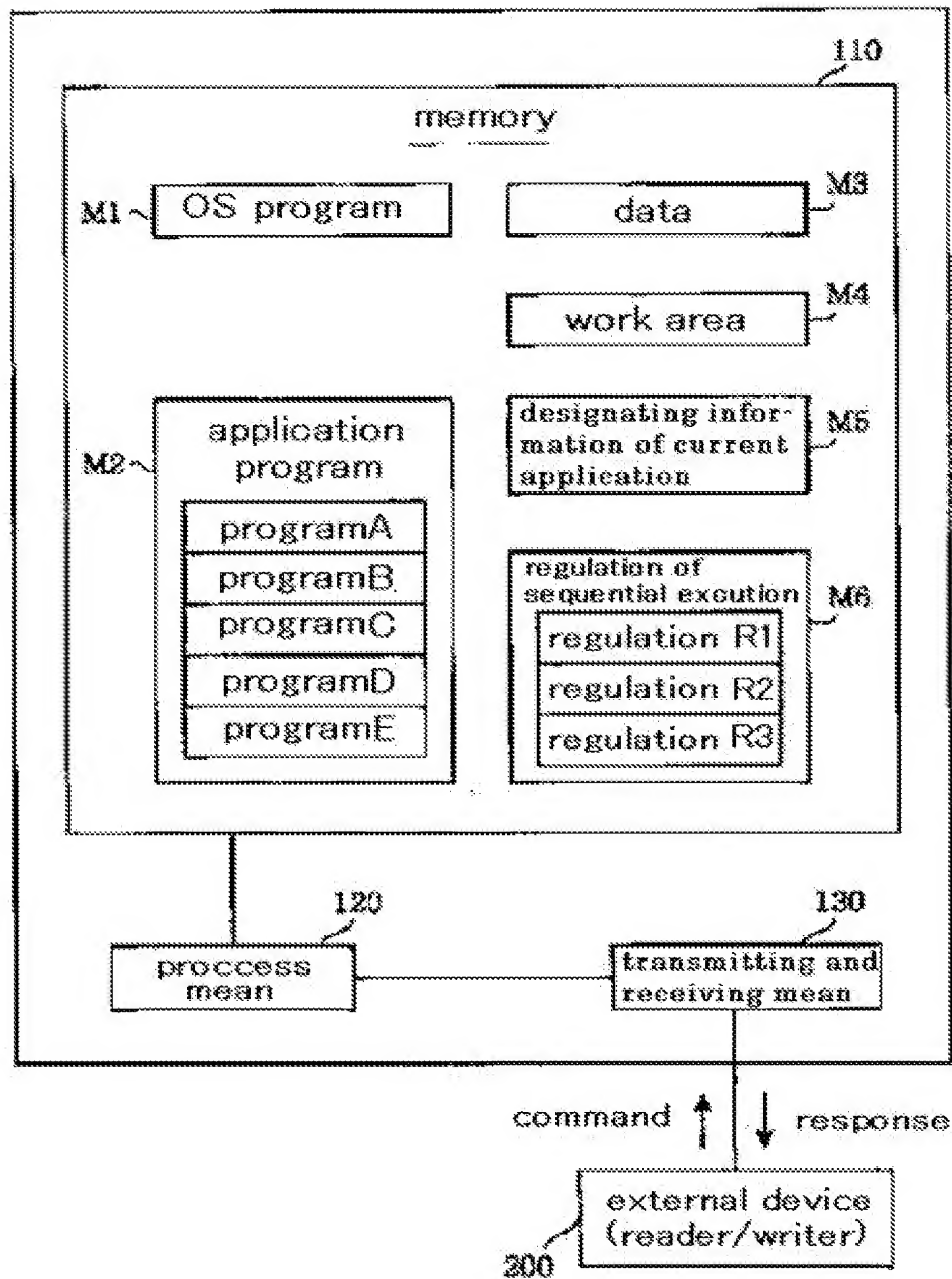 110
memory
M1
OS program
M3
data
M4
work area
M2
application
program
programA
programB
programC
programD
programE
M5
designating infor-
mation of current
application
M6
regulation of
sequential excution
regulation R1
regulation R2
regulation R3
120
proccess
mean
130
transmitting and
receiving mean
command
response
external device
(reader/writer)
200